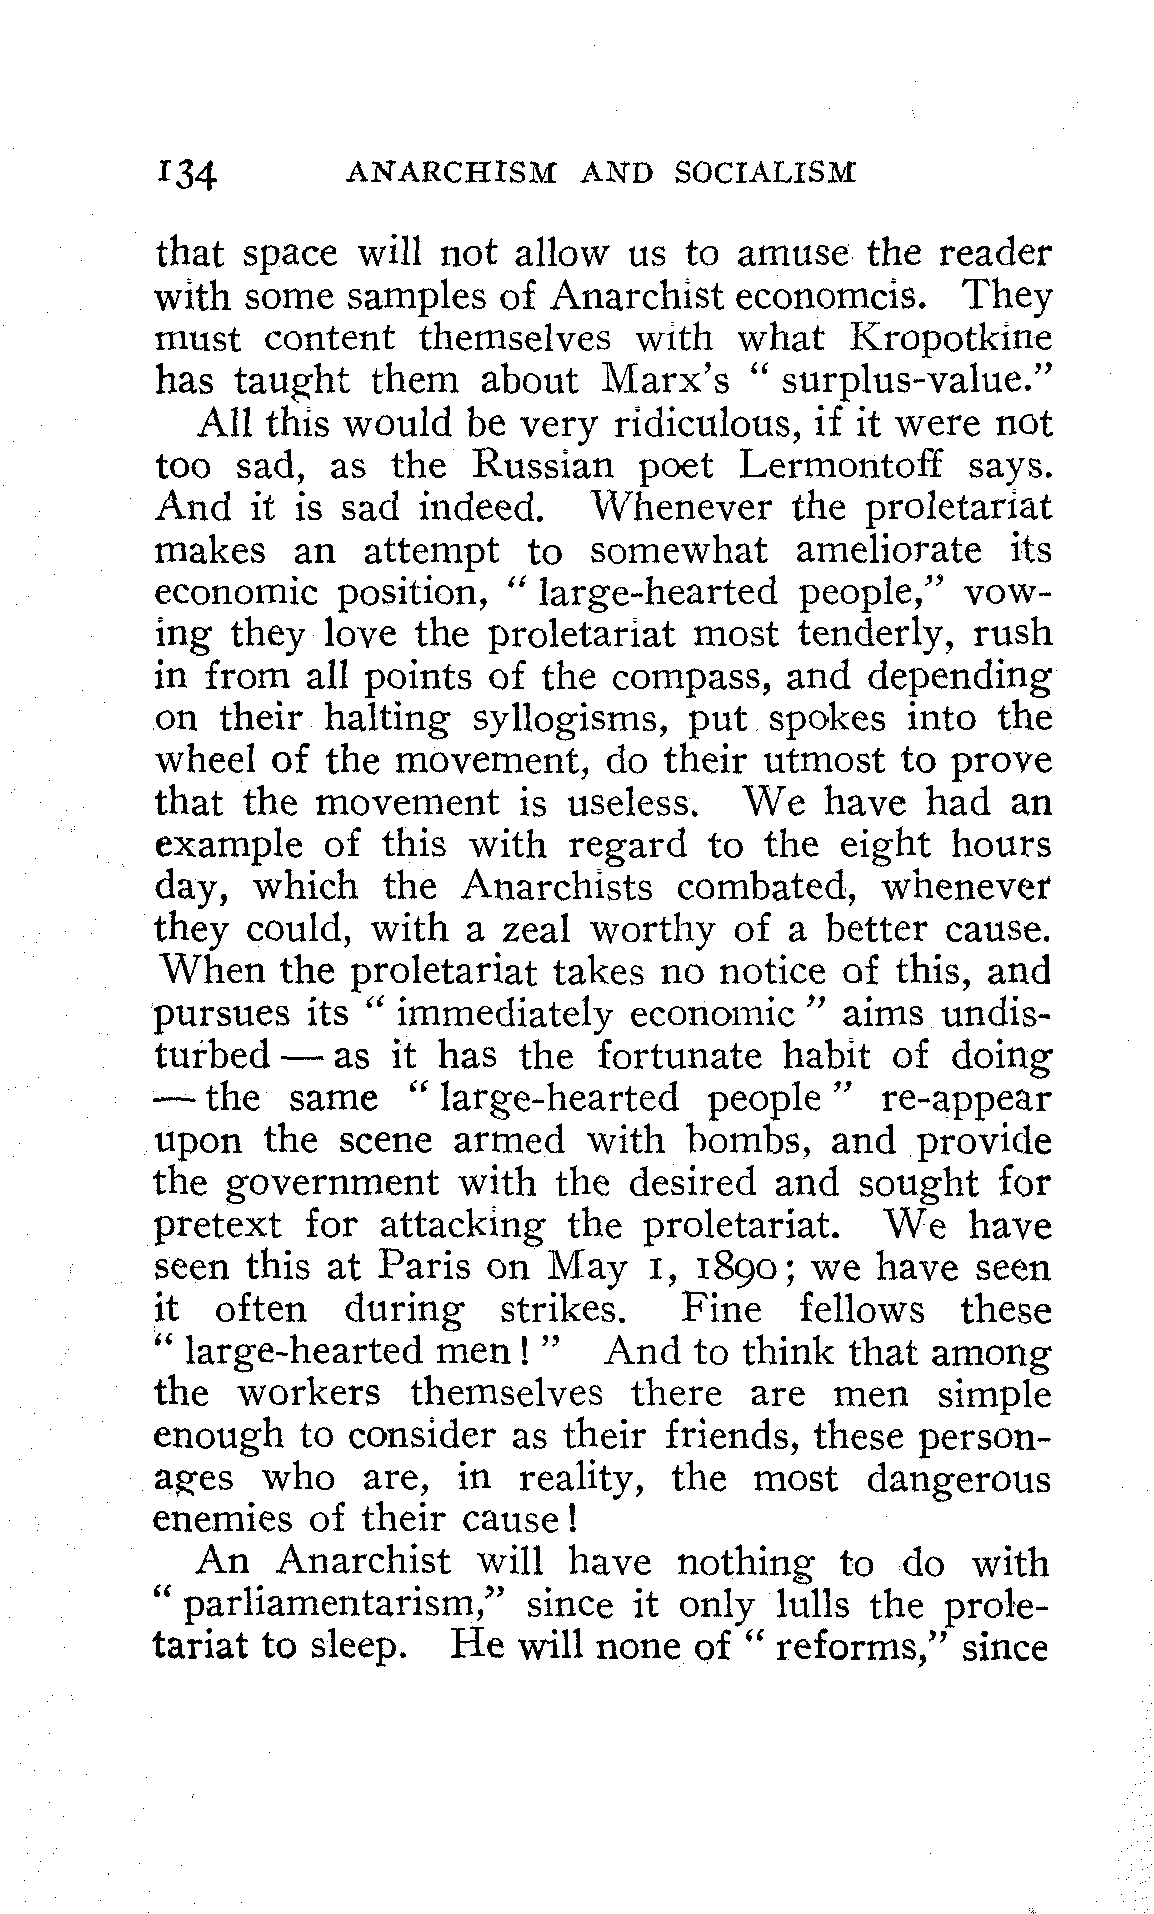 134 ANARCHISM AND SOCIALISM
that space will not allow us to amuse the reader
with some samples of Anarchist economcis. They
must content themselves with what Kropotkine
has taught them about Marx's " surplus-value."
All this would be very ridiculous, if it were not
too sad, as the Russian poet Lermontoff says.
And it is sad indeed. Whenever the proletariat
makes an attempt to somewhat ameliorate its
economic position, " large-hearted people," vow-
ing they love the proletariat most tenderly, rush
in from all points of the compass, and depending
on their halting syllogisms, put spokes into the
wheel of the movement, do their utmost to prove
that the movement is useless. We have had an
example of this with regard to the eight hours
day, which the Anarchists combated, whenever
they could, with a zeal worthy of a better cause.
When the proletariat takes no notice of this, and
pursues its " immediately economic " aims undis-
turbed — as it has the fortunate habit of doing
— the same " large-hearted people " re-appear
upon the scene armed with bombs, and provide
the government with the desired and sought for
pretext for attacking the proletariat. We have
seen this at Paris on May 1, 1890; we have seen
it often during strikes. Fine fellows these
" large-hearted men ! " And to think that among
the workers themselves there are men simple
enough to consider as their friends, these person-
ages who are, in reality, the most dangerous
enemies of their cause !
An Anarchist will have nothing to do with
" parliamentarism," since it only lulls the prole-
tariat to sleep. He will none of " reforms," since